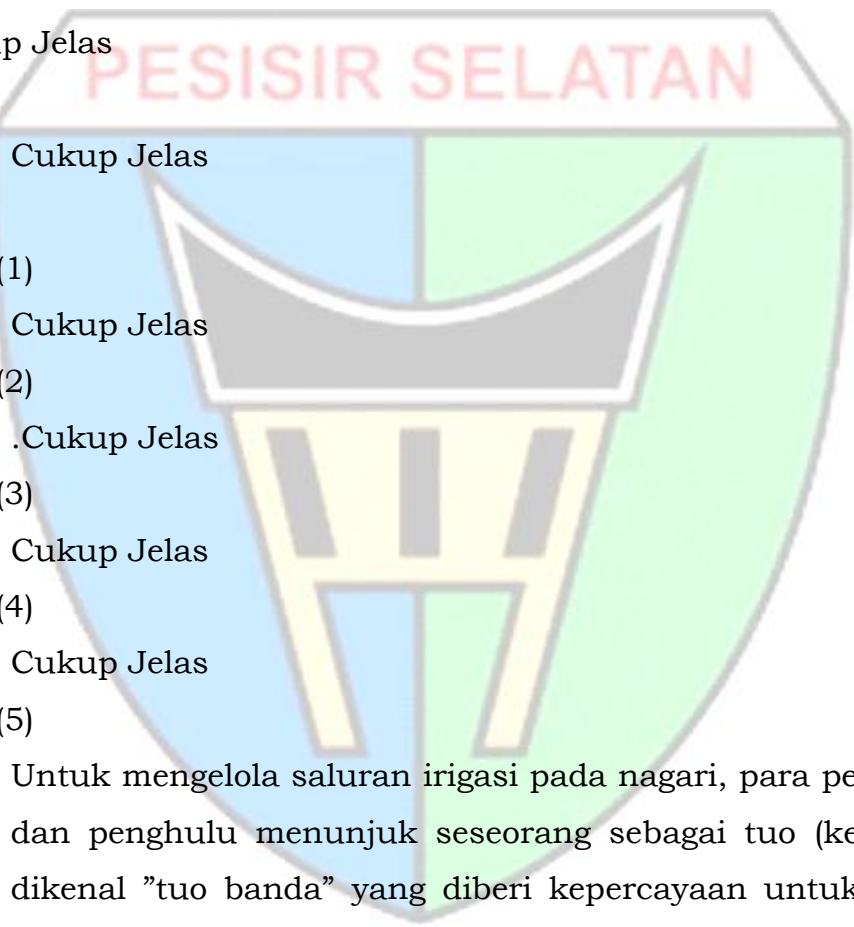 Jelas
PESISIR SELATAN
Cukup Jelas
(1)
Cukup Jelas
(2)
.Cukup Jelas
(3)
Cukup Jelas
(4)
Cukup Jelas
(5)
Untuk mengelola saluran irigasi pada nagari, para
dan penghulu menunjuk seseorang sebagai tuo
dikenal ”tuo banda” yang diberi kepercayaan untuk